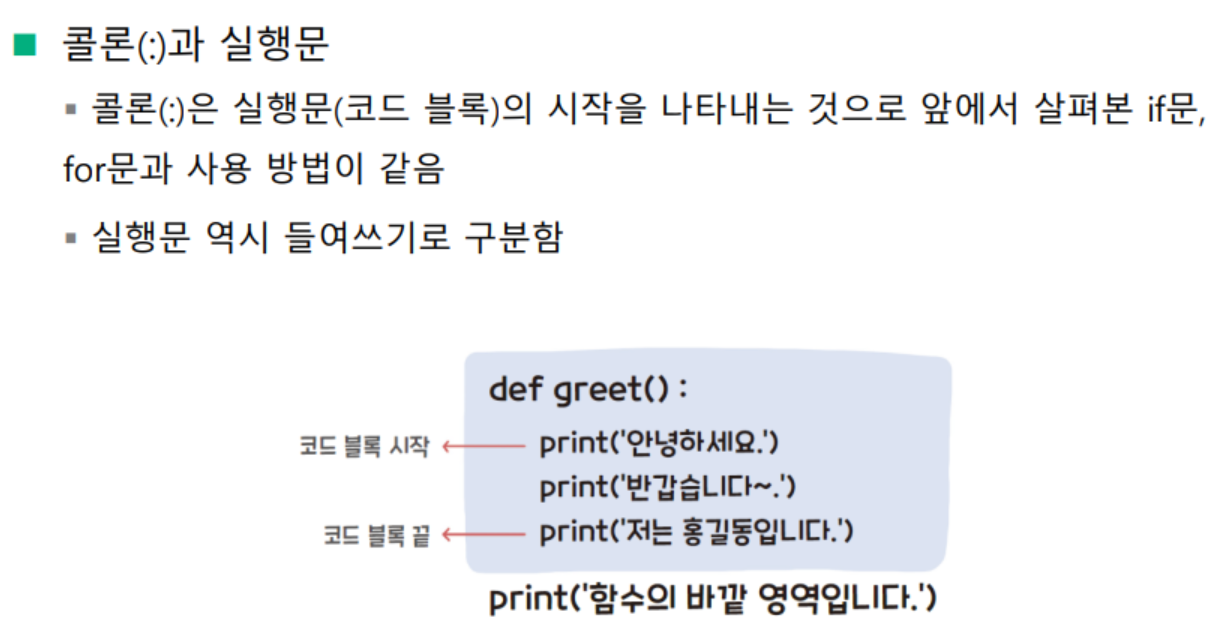 ■ 콜론(:)과 실행문
▪ 콜론(:)은 실행문(코드 블록)의 시작을 나타내는 것으로 앞에서 살펴본 if문,
for문과 사용 방법이 같음
▪ 실행문 역시 들여쓰기로 구분함
def greet() :
코드 블록 시작 ← print('안녕하세요.')
print('반갑습니다~.')
코드 블록 끝 ← print('저는 홍길동입니다.')
print('함수의 바깥 영역입니다.')